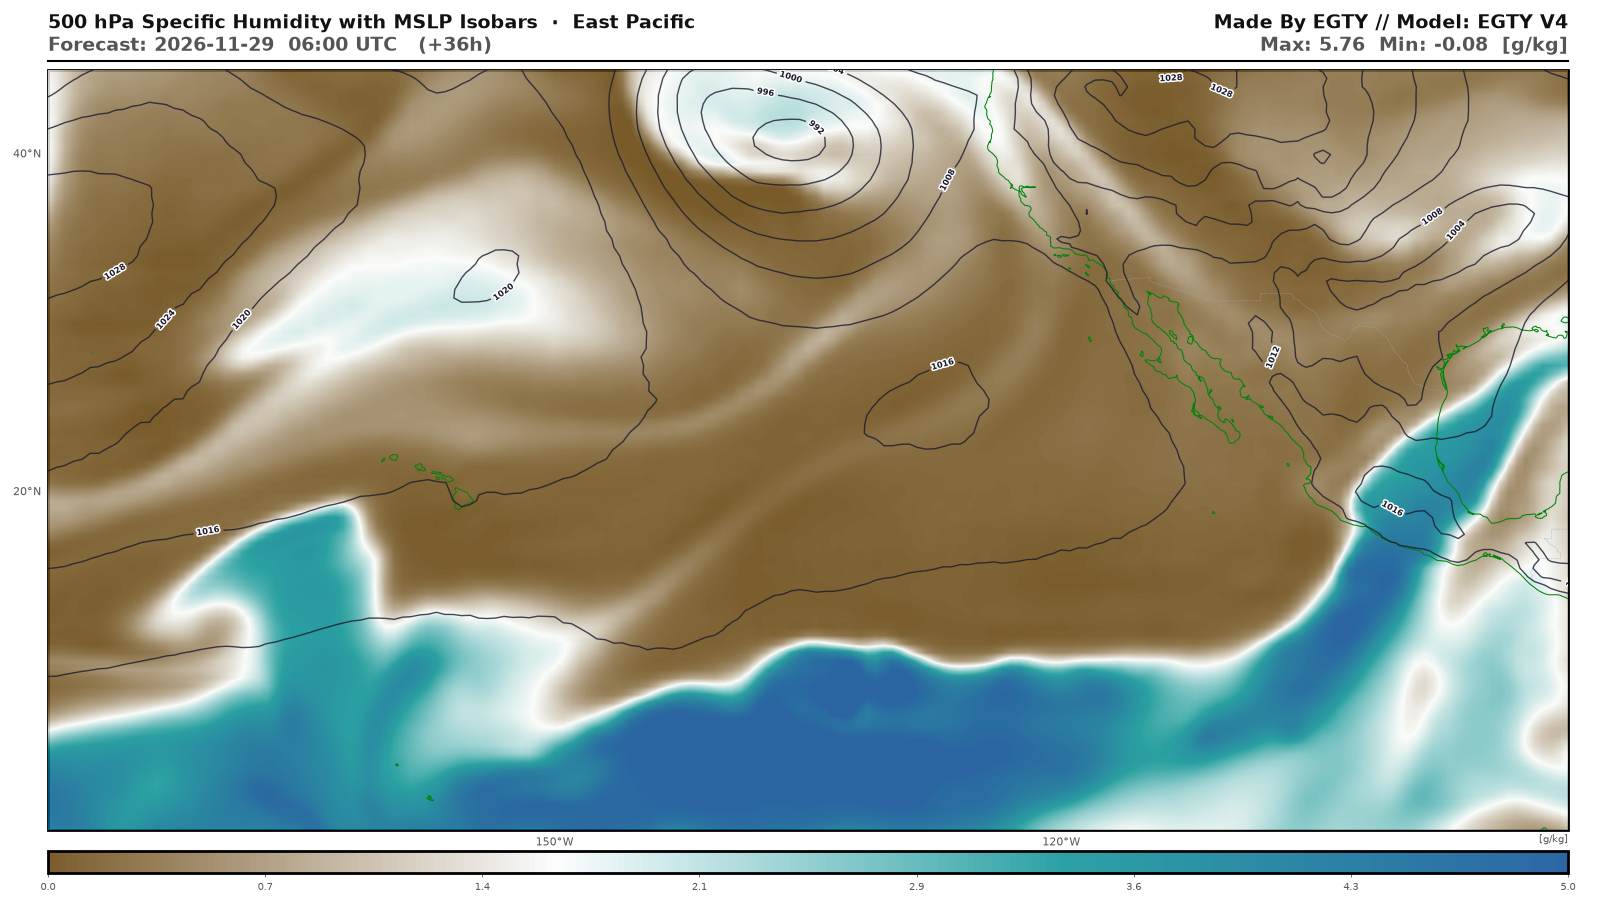 500 hPa Specific Humidity with MSLP Isobars · East Pacific
Made By EGTY // Model: EGTY V4
Forecast: 2026-11-29 06:00 UTC (+36h)
Max: 5.76 Min: -0.08 [g/kg]
1000
996
992
1028
1028
40°N
1008
1008
1004
1028
1020
1024
1020
1012
1016
20°N
1016
1016
150°W
120°W
[g/kg]
0.0
0.7
1.4
2.1
2.9
3.6
4.3
5.0